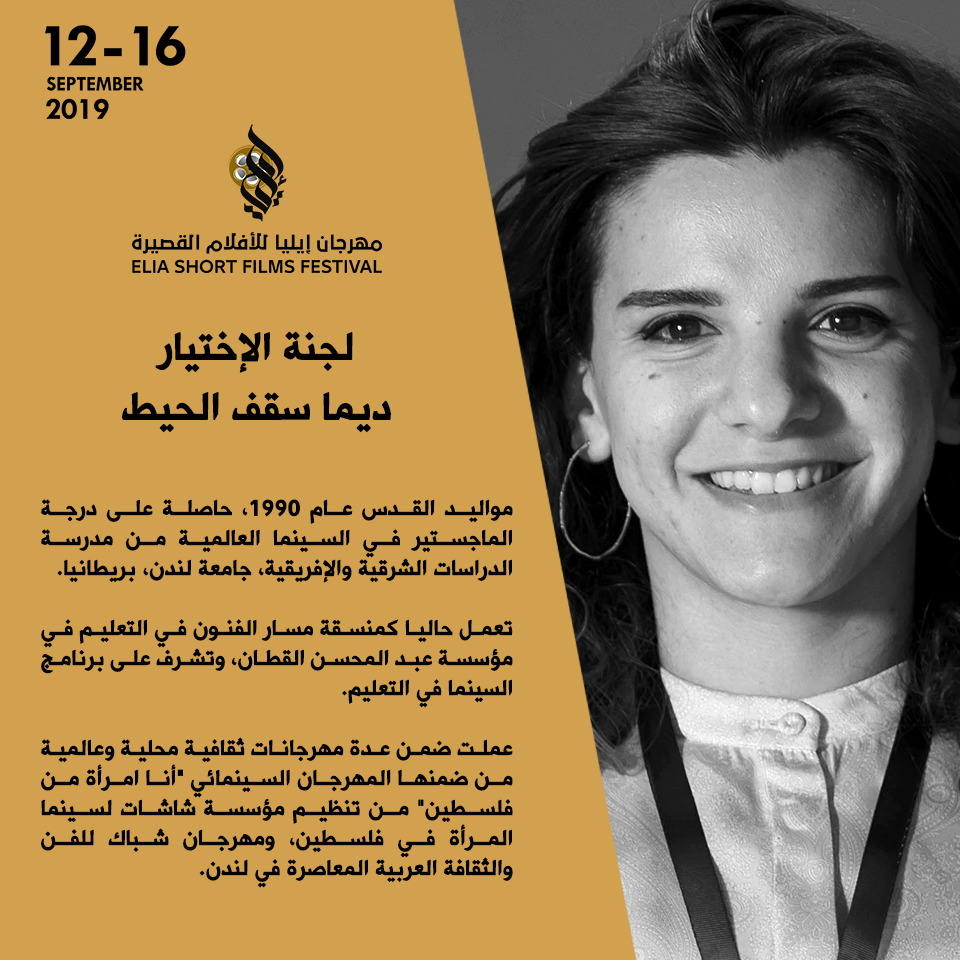 12-16
SEPTEMBER
2019
مهرجان إيليا للأفلام القصيرة
ELIA SHORT FILMS FESTIVAL
لجنة الإختيار
ديما سقف الحيط
مواليد القدس عام 1990، حاصلة على درجة
الماجستير في السينما العالمية من مدرسة
الدراسات الشرقية والإفريقية، جامعة لندن، بريطانيا.
تعمل حاليا كمنسقة مسار الفنون في التعليم في
مؤسسة عبد المحسن القطان، وتشرف على برنامج
السينما في التعليم.
عملت ضمن عدة مهرجانات ثقافية محلية وعالمية
من ضمنها المهرجان السينمائي "أنا امرأة من
فلسطين" من تنظيم مؤسسة شاشات لسينما
المرأة في فلسطين، ومهرجان شباك للفن
والثقافة العربية المعاصرة في لندن.